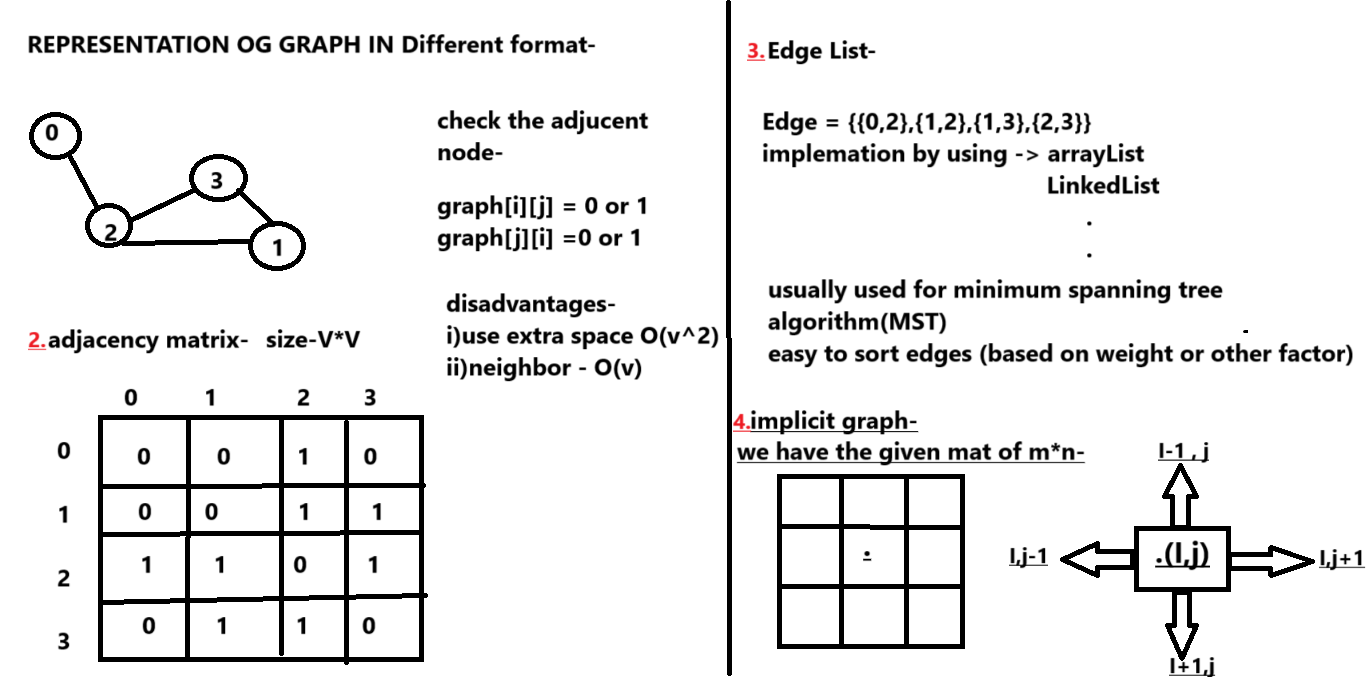 REPRESENTATION OG GRAPH IN Different format-
0
3
2
1
check the adjucent
node-
graph[i][j] = 0 or 1
graph[j][i] =0 or 1
disadvantages-
i)use extra space O(v^2)
ii)neighbor - O(v)
2.adjacency matrix- size-V*V
0 1 2 3
0 0 0 1 0
1 0 0 1 1
2 1 1 0 1
3 0 1 1 0
3.Edge List-
Edge = {{0,2},{1,2},{1,3},{2,3}}
implemation by using -> arrayList
LinkedList
.
.
usually used for minimum spanning tree
algorithm(MST)
easy to sort edges (based on weight or other factor)
4.implicit graph-
we have the given mat of m*n-
.
I-1 , j
I,j-1
.(I,j)
I,j+1
I+1,j